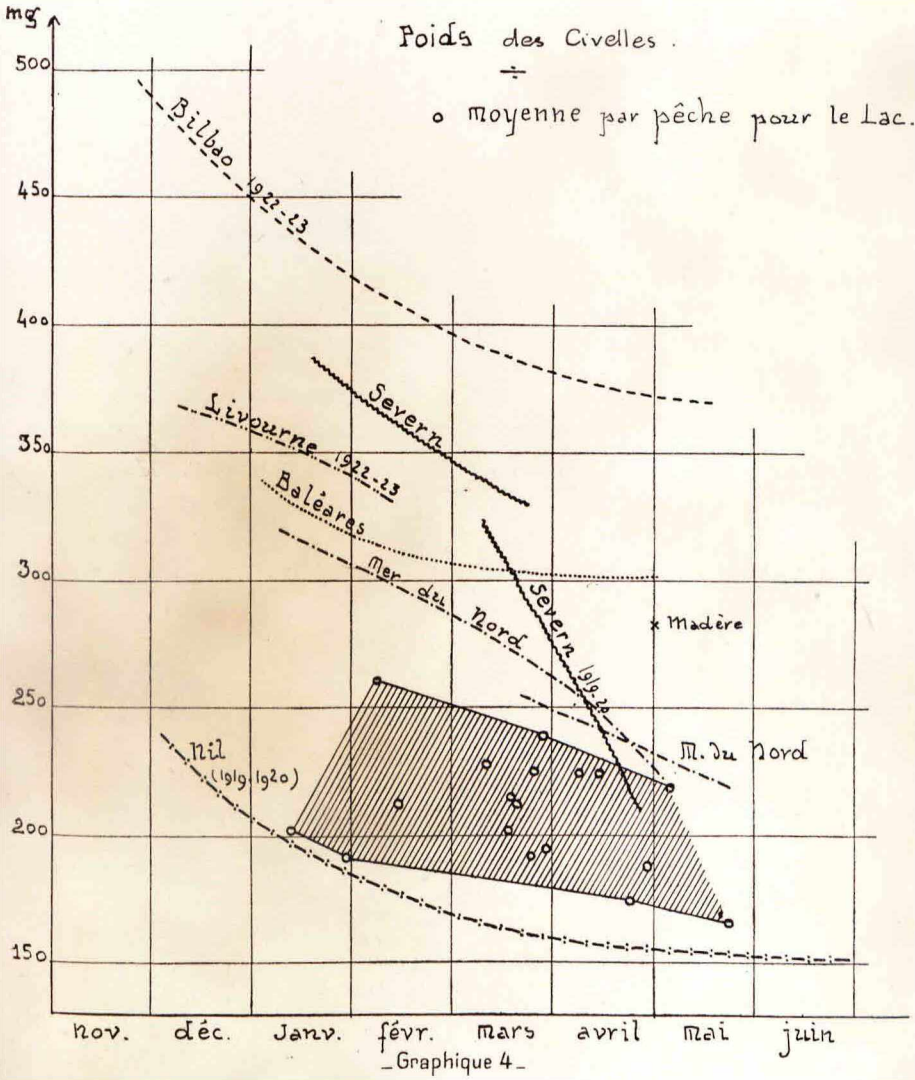 mg
Poids des Civelles.
o moyenne par pêche pour le Lac.
500
Bilbao 1922-23
450
400
Severn
Livourne 1922-23
350
Baléares
300
Mer du Nord
Severn 1919-20
x Madère
250
M. du Nord
Nil
(1919.1920)
200
150
nov. déc. Janv. févr. mars avril mai juin
_Graphique 4_